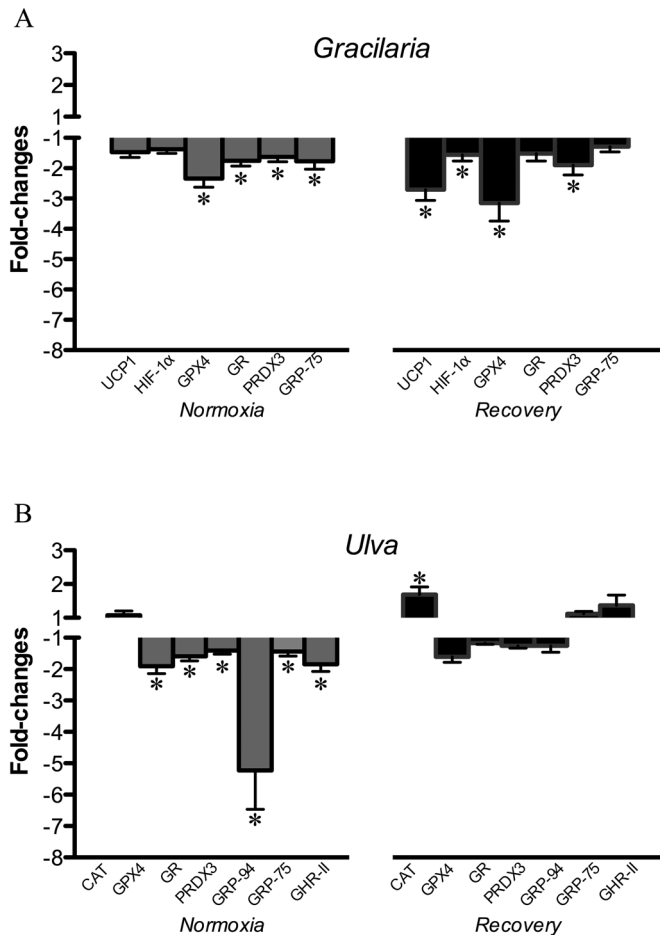 A
Gracilaria
Fold-changes
3
2
1
-1
-2
-3
-4
-5
-6
-7
-8
* * * *
* * * *
UCP1 HIF-1α GPX4 GR PRDX3 GRP-75
UCP1 HIF-1α GPX4 GR PRDX3 GRP-75
Normoxia Recovery
B
Ulva
Fold-changes
3
2
1
-1
-2
-3
-4
-5
-6
-7
-8
* * * * * *
*
CAT GPX4 GR PRDX3 GRP-94 GRP-75 GHR-II
CAT GPX4 GR PRDX3 GRP-94 GRP-75 GHR-II
Normoxia Recovery